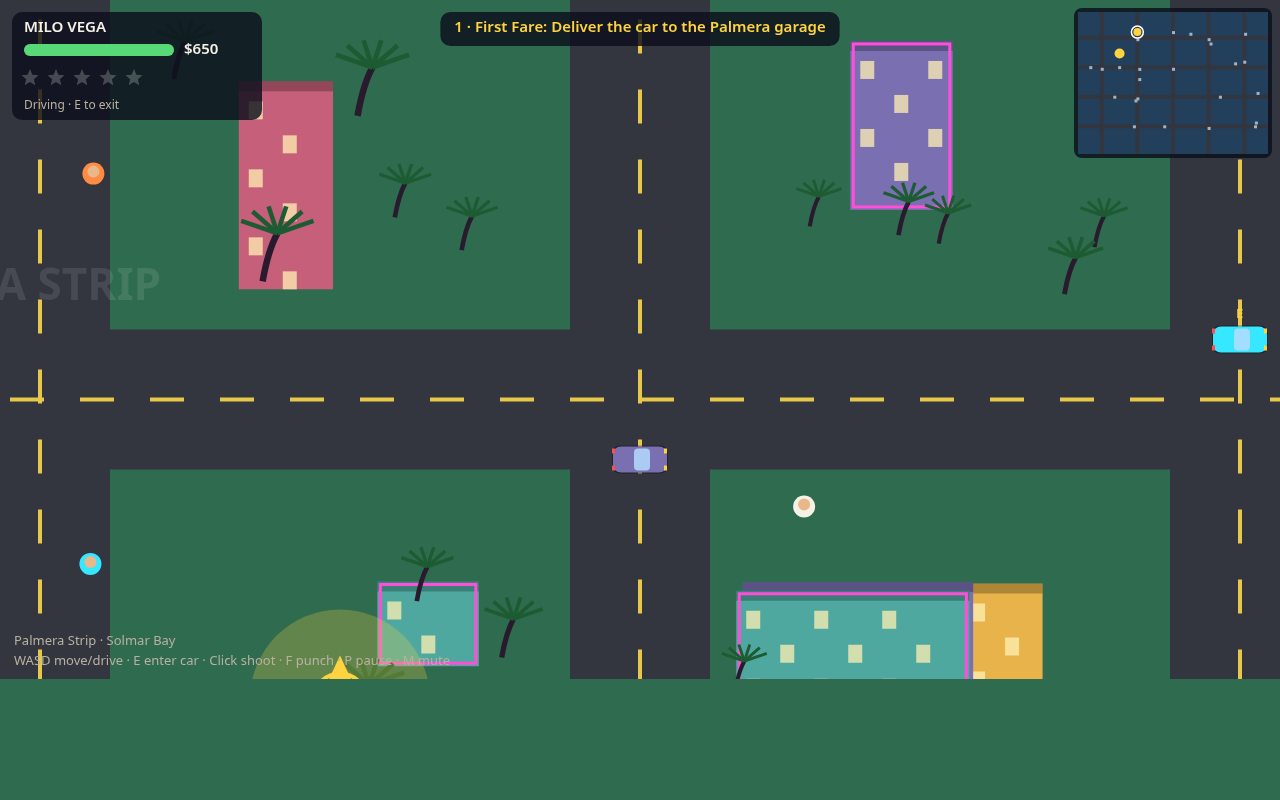 MILO VEGA
$650
Driving · E to exit
1 · First Fare: Deliver the car to the Palmera garage
A STRIP
E
Palmera Strip · Solmar Bay
WASD move/drive · E enter car · Click shoot · F punch · P pause · M mute